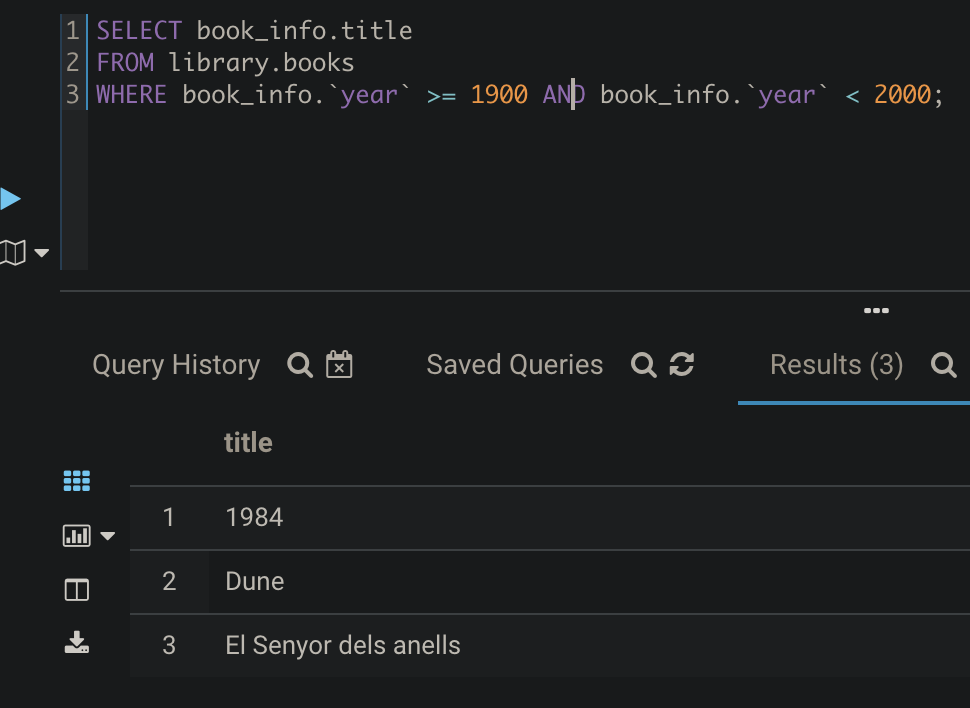 1 SELECT book_info.title
2 FROM library.books
3 WHERE book_info.`year` >= 1900 AND book_info.`year` < 2000;
Query History Saved Queries Results (3)
title
1 1984
2 Dune
3 El Senyor dels anells